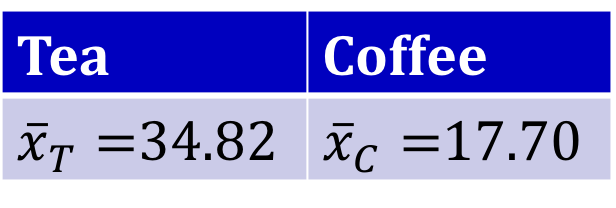 Tea Coffee
x̄_T =34.82 x̄_C =17.70